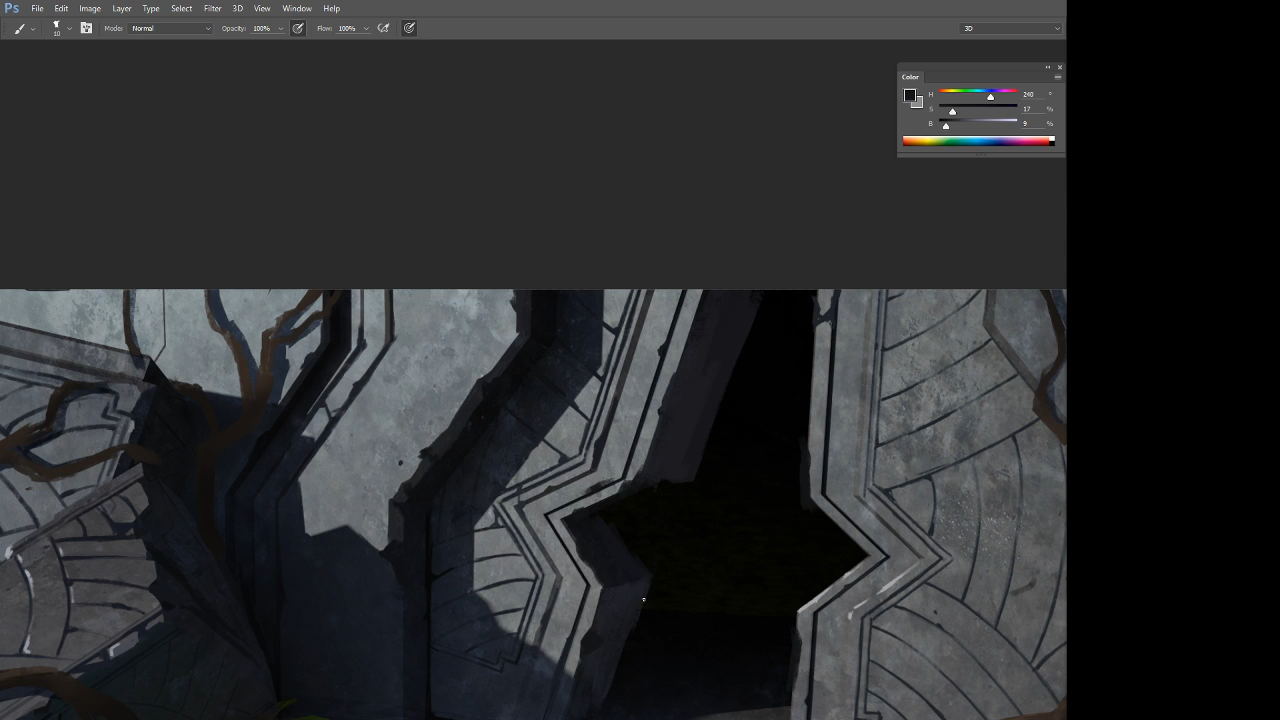 Ps File Edit Image Layer Type Select Filter 3D View Window Help
10 Mode: Normal Opacity: 100% Flow: 100% 3D
Color
H 240 °
S 17 %
B 9 %